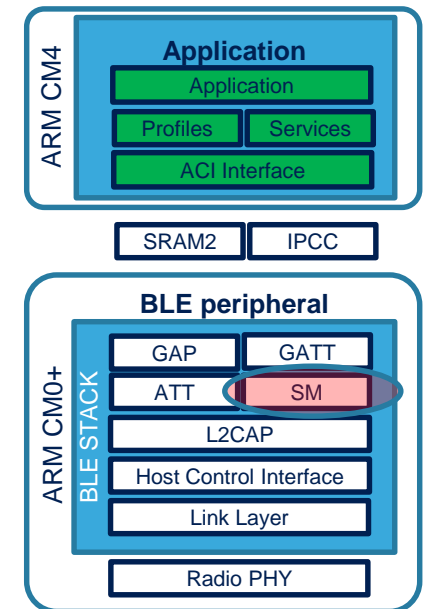 ARM CM4
Application
Application
Profiles Services
ACI Interface
SRAM2 IPCC
ARM CM0+
BLE peripheral
BLE STACK
GAP GATT
ATT SM
L2CAP
Host Control Interface
Link Layer
Radio PHY